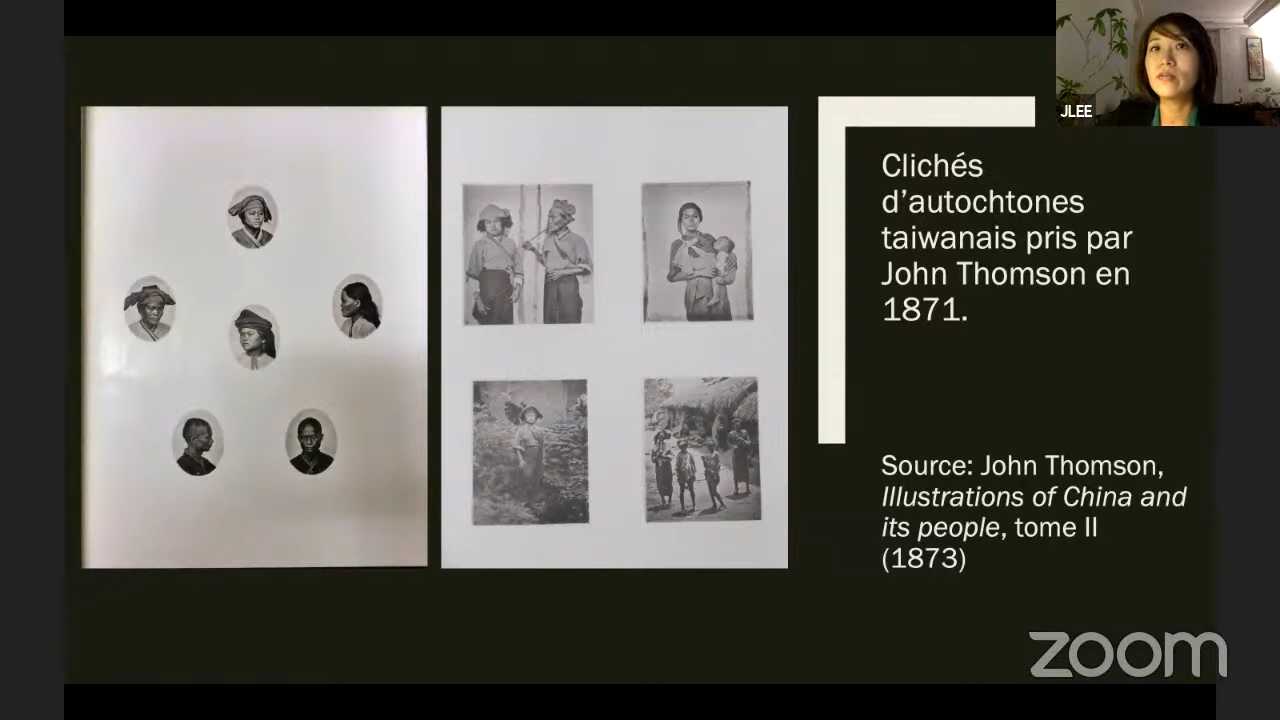 JLEE
Clichés
d’autochtones
taiwanais pris par
John Thomson en
1871.
Source: John Thomson,
Illustrations of China and
its people, tome II
(1873)
zoom